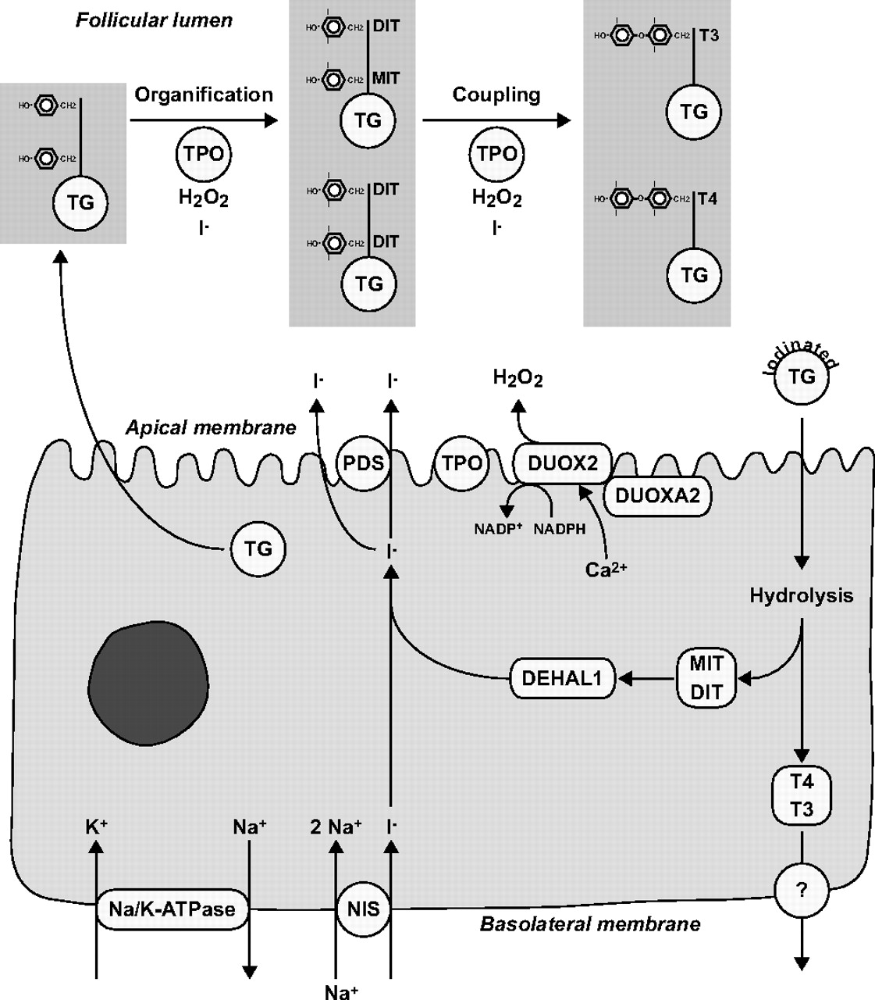 Follicular lumen
HO· CH2
HO· CH2
TG
Organification
TPO
H2O2
I-
HO· CH2 DIT
HO· CH2 MIT
TG
HO· CH2 DIT
HO· CH2 DIT
TG
Coupling
TPO
H2O2
I-
HO· O CH2 T3
TG
HO· O CH2 T4
TG
Iodinated
TG
I- I- H2O2
Apical membrane
PDS TPO DUOX2
DUOXA2
NADP+ NADPH
TG I-
Ca2+
Hydrolysis
DEHAL1 MIT
DIT
T4
T3
K+ Na+ 2 Na+ I-
Na/K-ATPase NIS ?
Basolateral membrane
Na+